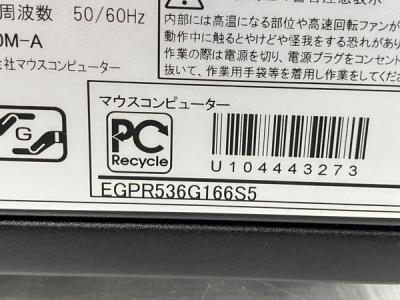 周波数 50/60Hz
0M-A
会社マウスコンピューター
内部には高温になる部位や高速回転ファンが
動作中に触るとやけどや怪我をする恐れがあり
作業の際は電源を切り、電源プラグをコンセント
抜いて、作業用手袋等を着用し作業をしてくださ
G
マウスコンピューター
PC
Recycle
U104443273
EGPR536G166S5